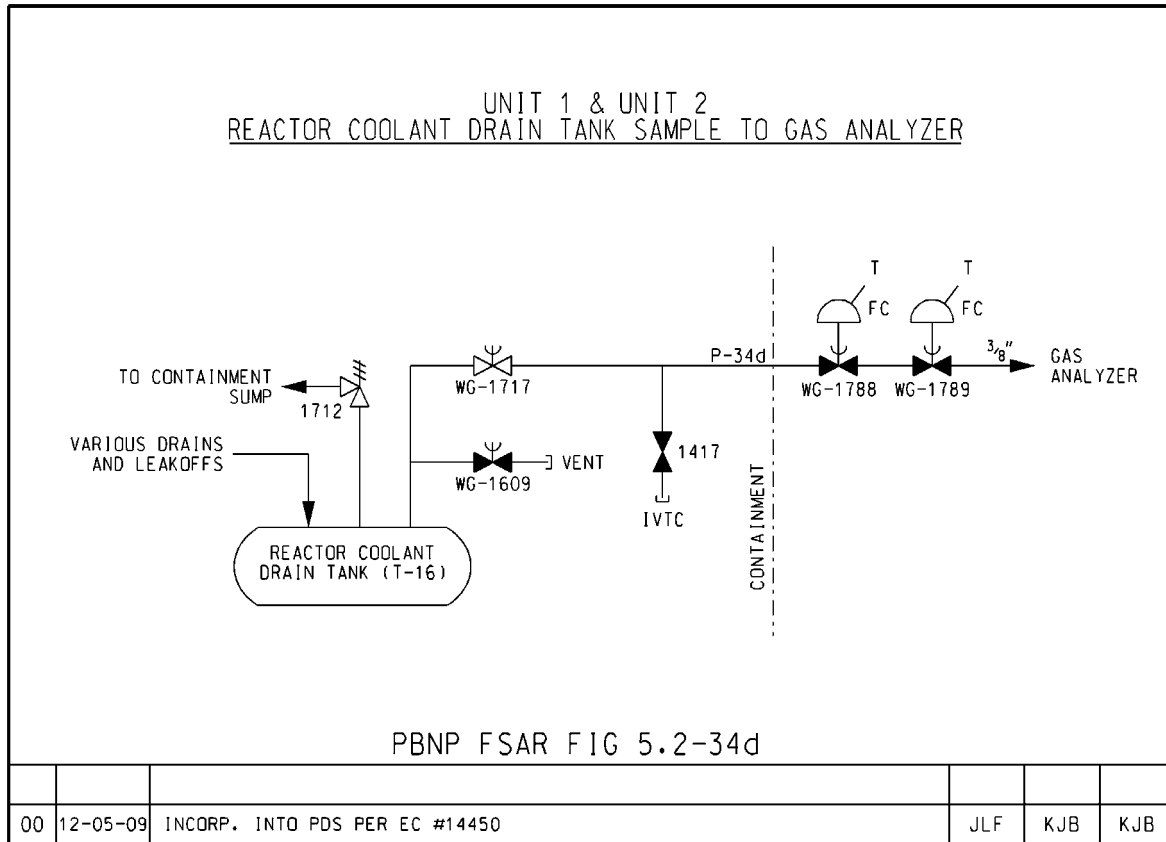 UNIT 1 & UNIT 2
REACTOR COOLANT DRAIN TANK SAMPLE TO GAS ANALYZER
T
T
FC
FC
P-34d
3/8"
GAS
ANALYZER
TO CONTAINMENT
SUMP
1712
WG-1717
WG-1788
WG-1789
VARIOUS DRAINS
AND LEAKOFFS
1417
VENT
WG-1609
IVTC
CONTAINMENT
REACTOR COOLANT
DRAIN TANK (T-16)
PBNP FSAR FIG 5.2-34d
00 12-05-09 INCORP. INTO PDS PER EC #14450 JLF KJB KJB